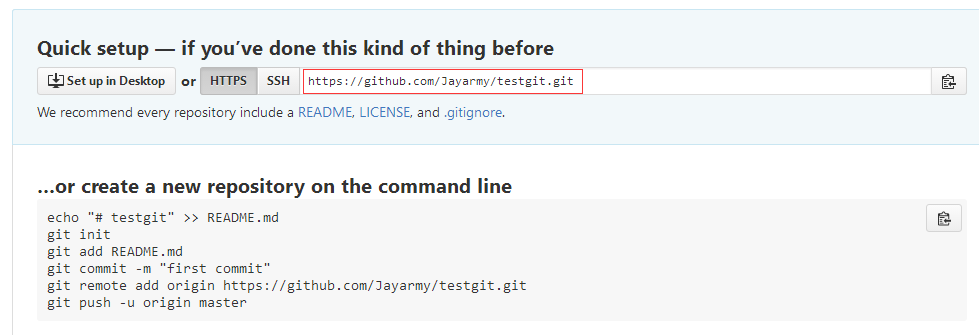 Quick setup — if you’ve done this kind of thing before
Set up in Desktop or HTTPS SSH https://github.com/Jayarmy/testgit.git
We recommend every repository include a README, LICENSE, and .gitignore.
…or create a new repository on the command line
echo "# testgit" >> README.md
git init
git add README.md
git commit -m "first commit"
git remote add origin https://github.com/Jayarmy/testgit.git
git push -u origin master